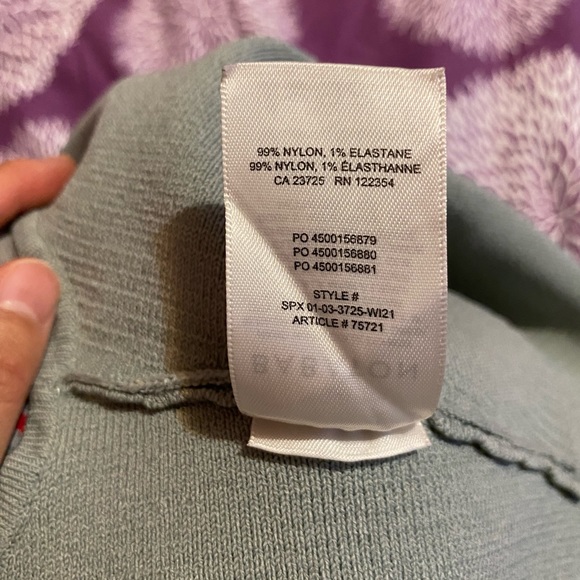 99% NYLON, 1% ELASTANE
99% NYLON, 1% ÉLASTHANNE
CA 23725 RN 122354
PO 4500156879
PO 4500156880
PO 4500156881
STYLE #
SPX 01-03-3725-WI21
ARTICLE # 75721
BABATON